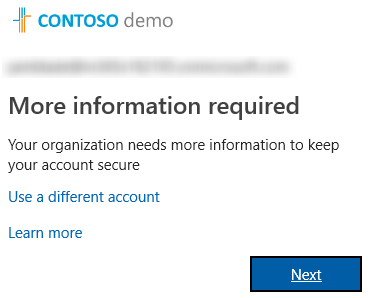 CONTOSO demo
More information required
Your organization needs more information to keep
your account secure
Use a different account
Learn more
Next